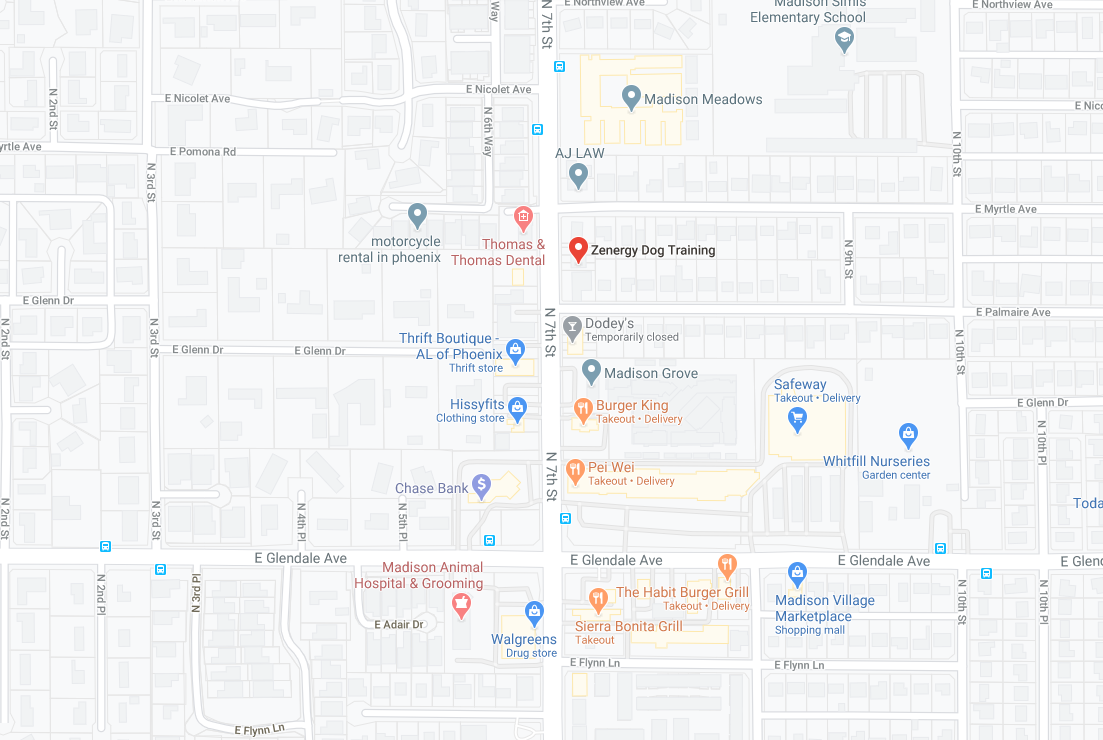 E Northview Ave
Madison Simis
Elementary School
E Northview Ave
N 7th St
Way
E Nicolet Ave
E Nicolet Ave
Madison Meadows
E Nico
N 2nd St
N 6th Way
yrtle Ave
E Pomona Rd
AJ LAW
N 10th St
N 3rd St
E Myrtle Ave
motorcycle
rental in phoenix
Thomas &
Thomas Dental
Zenergy Dog Training
N 9th St
E Glenn Dr
E Palmaire Ave
N 2nd St
N 3rd St
N 7th St
Dodey's
Temporarily closed
N 10th St
E Glenn Dr
E Glenn Dr
Thrift Boutique -
AL of Phoenix
Thrift store
Madison Grove
Safeway
Takeout • Delivery
Hissyfits
Clothing store
Burger King
Takeout • Delivery
E Glenn Dr
N 10th Pl
Whitfill Nurseries
Garden center
N 7th St
Pei Wei
Takeout • Delivery
Chase Bank
N 2nd St
N 3rd St
N 4th Pl
N 5th Pl
Toda
E Glendale Ave
E Glendale Ave
E Glendale Ave
E Glenc
Madison Animal
Hospital & Grooming
N 2nd Pl
N 3rd Pl
The Habit Burger Grill
Takeout • Delivery
Madison Village
Marketplace
Shopping mall
N 10th St
N 10th Pl
E Adair Dr
Walgreens
Drug store
Sierra Bonita Grill
Takeout
E Flynn Ln
E Flynn Ln
E Flynn Ln